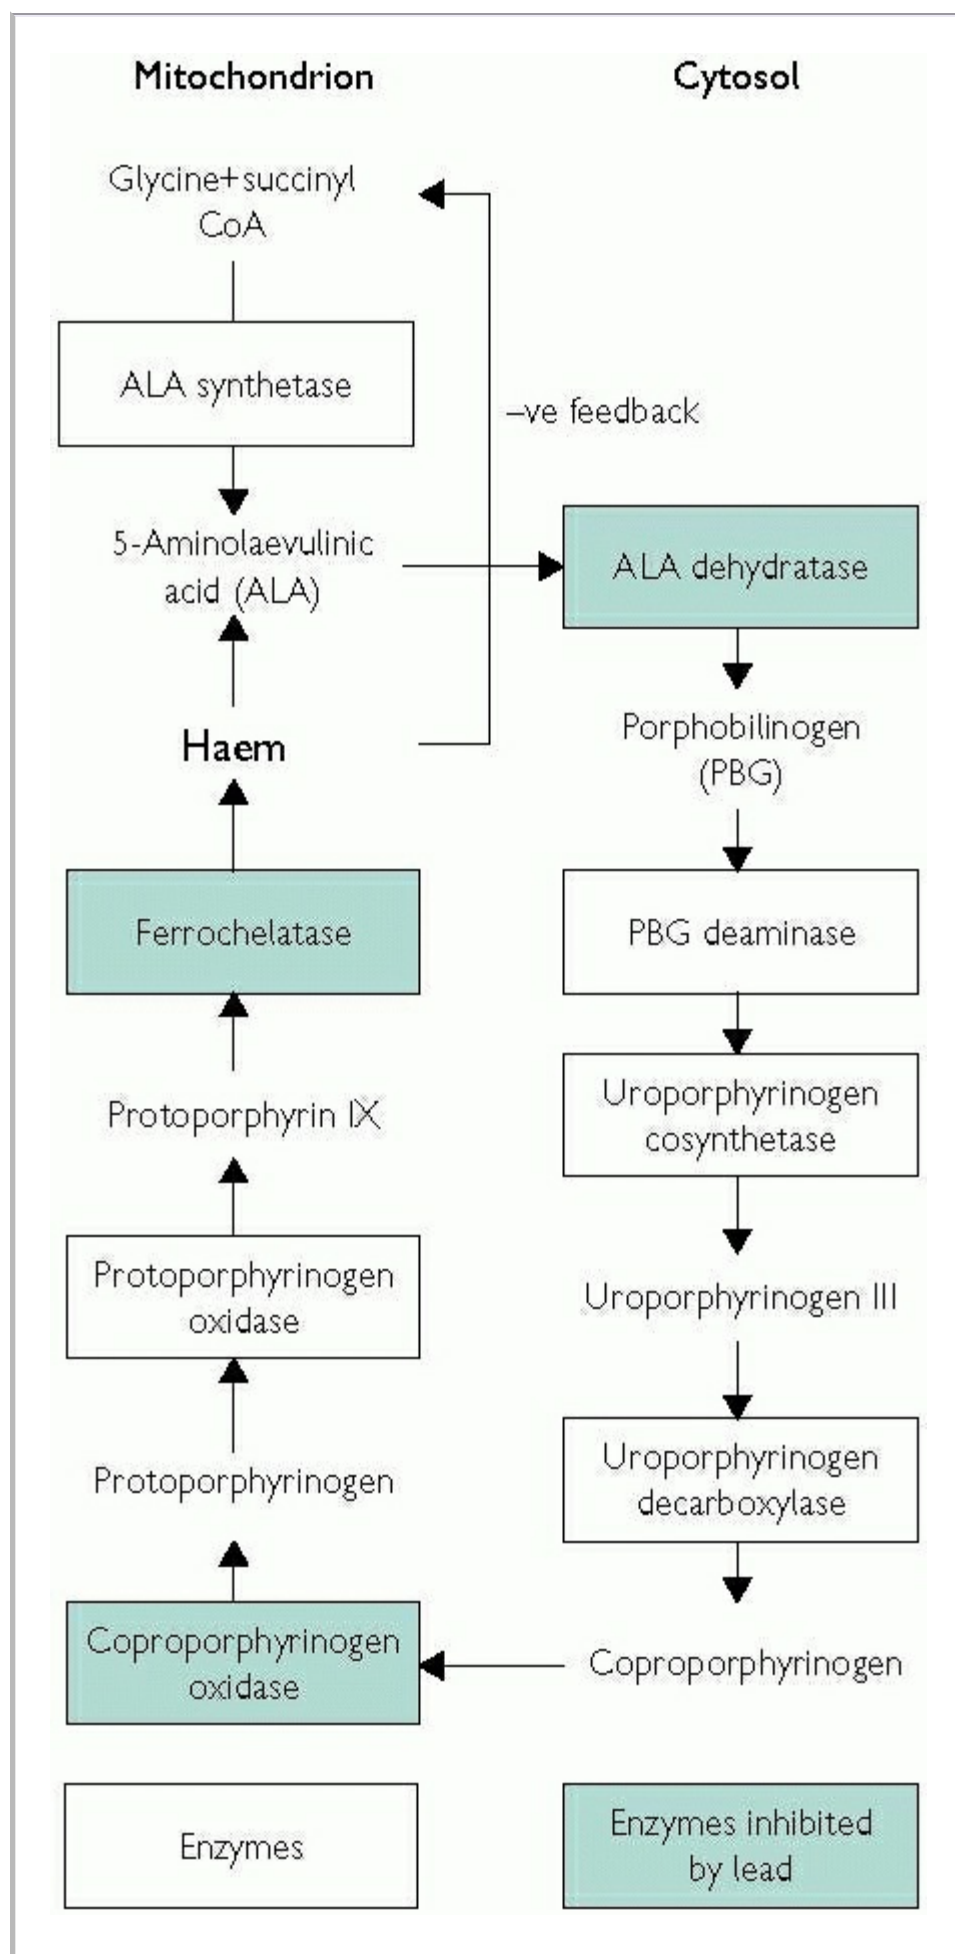 Mitochondrion
Cytosol
Glycine+succinyl
CoA
ALA synthetase
–ve feedback
5-Aminolaevulinic
acid (ALA)
ALA dehydratase
Haem
Porphobilinogen
(PBG)
Ferrochelatase
PBG deaminase
Protoporphyrin IX
Uroporphyrinogen
cosynthetase
Protoporphyrinogen
oxidase
Uroporphyrinogen III
Protoporphyrinogen
Uroporphyrinogen
decarboxylase
Coproporphyrinogen
oxidase
Coproporphyrinogen
Enzymes
Enzymes inhibited
by lead